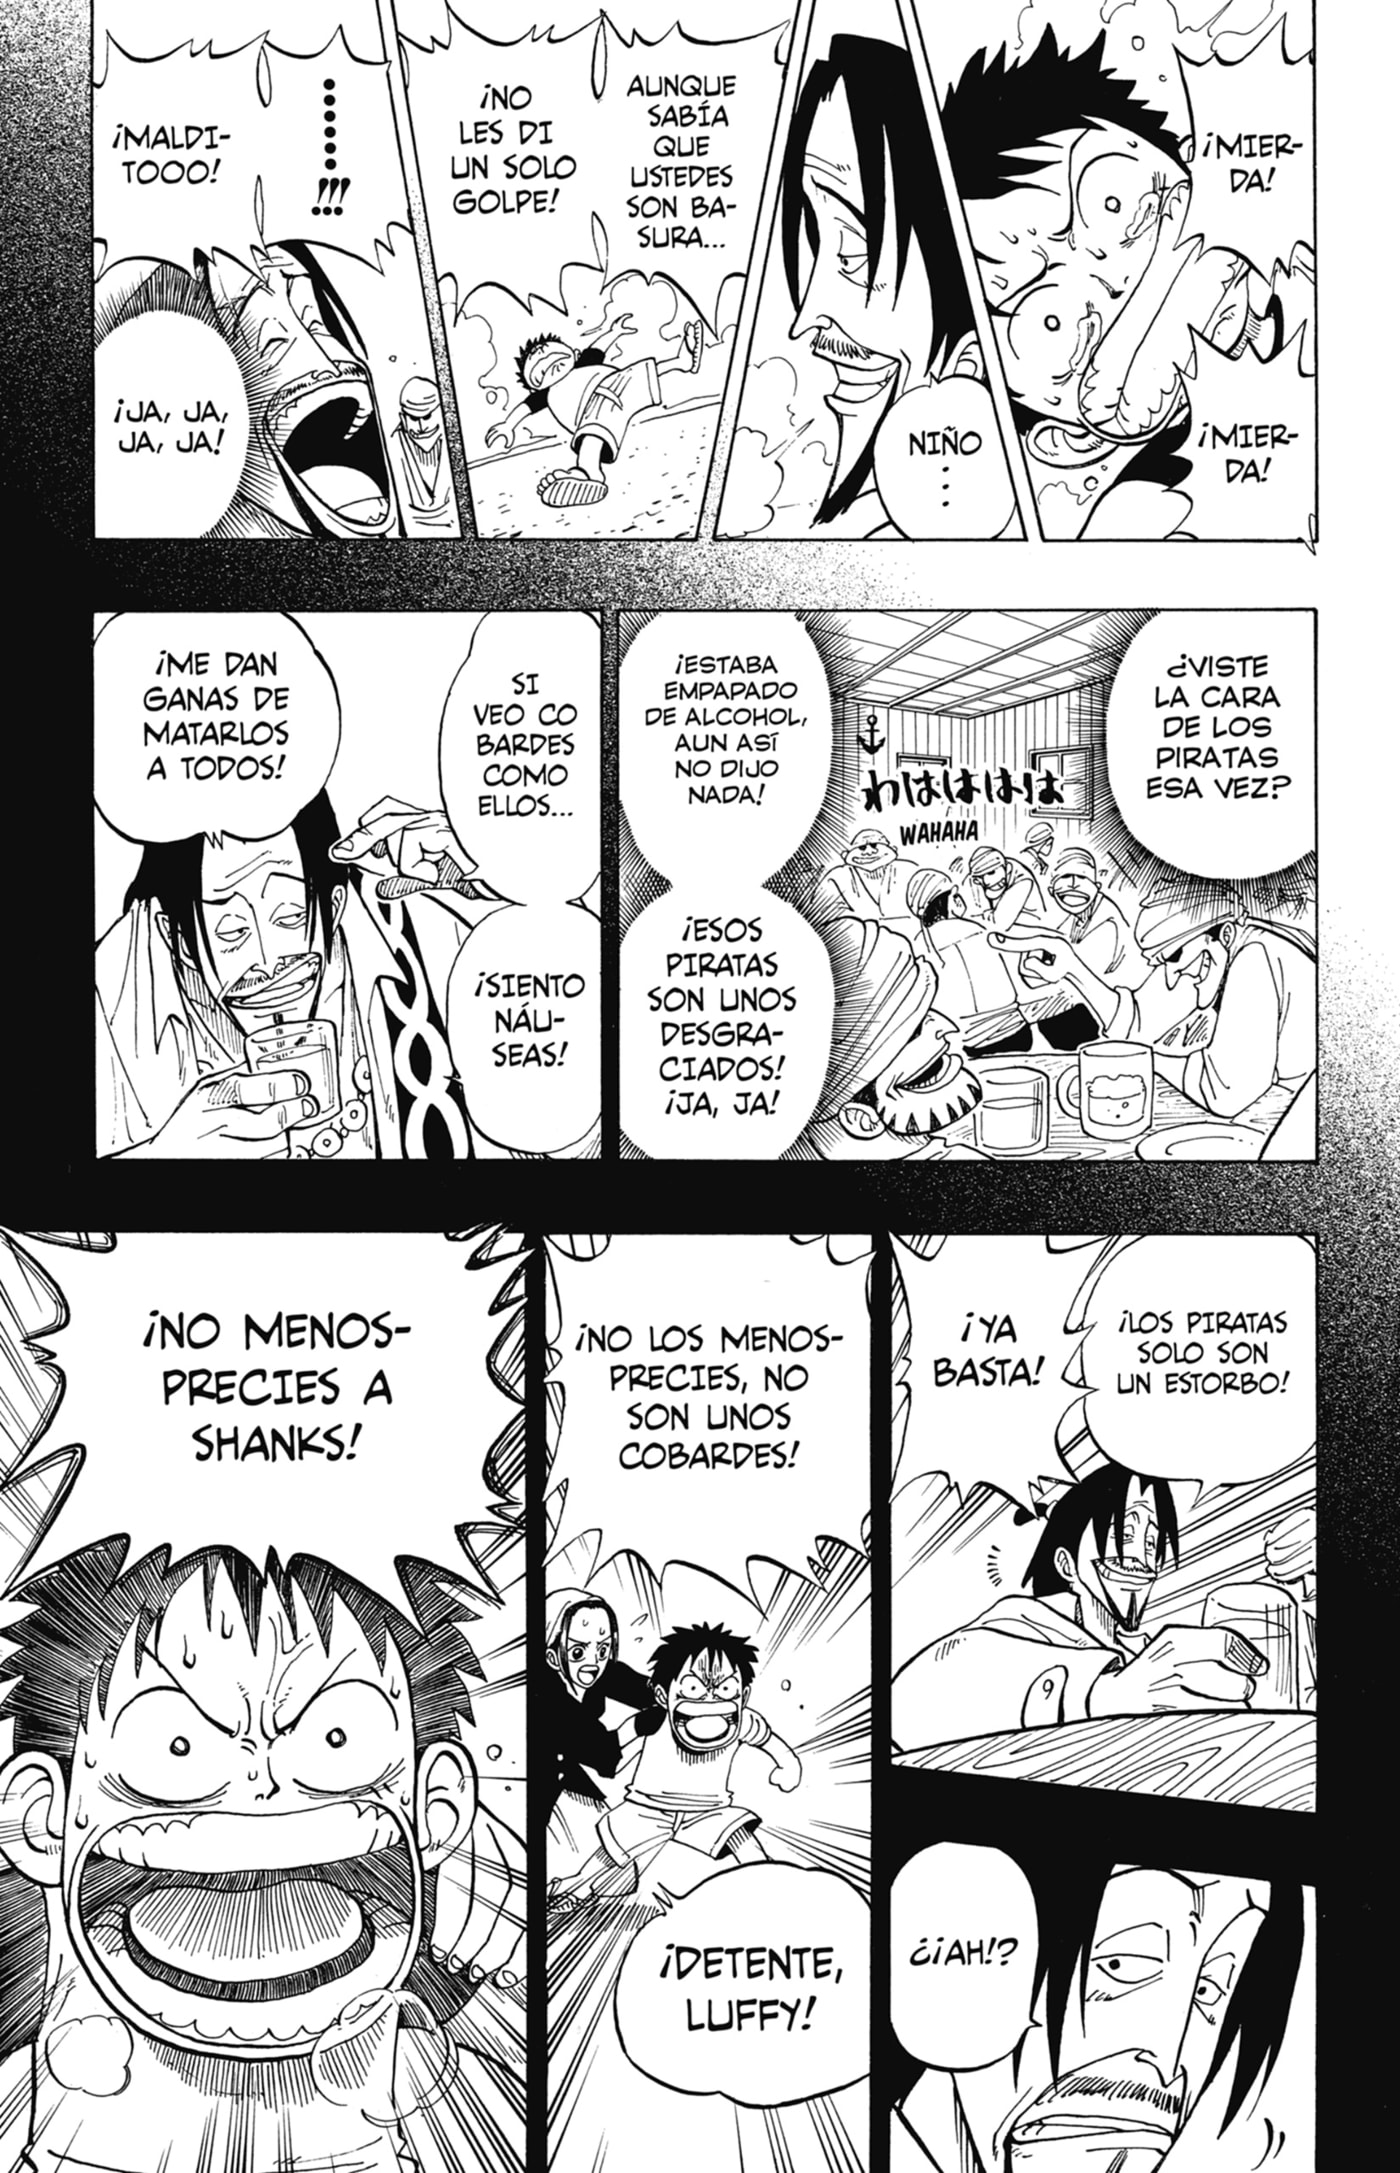 ¡MIER-
DA!
¡MIER-
DA!
NIÑO
...
AUNQUE
SABÍA
QUE
USTEDES
SON BA-
SURA...
¡NO
LES DI
UN SOLO
GOLPE!
.......!!!
¡MALDI-
TOOO!
¡JA, JA,
JA, JA!
¿VISTE
LA CARA
DE LOS
PIRATAS
ESA VEZ?
わはははは
WAHAHA
¡ESTABA
EMPAPADO
DE ALCOHOL,
AUN ASÍ
NO DIJO
NADA!
¡ESOS
PIRATAS
SON UNOS
DESGRA-
CIADOS!
¡JA, JA!
SI
VEO CO
BARDES
COMO
ELLOS...
¡ME DAN
GANAS DE
MATARLOS
A TODOS!
¡SIENTO
NÁU-
SEAS!
¡LOS PIRATAS
SOLO SON
UN ESTORBO!
¡YA
BASTA!
¿¡AH!?
¡NO LOS MENOS-
PRECIES, NO
SON UNOS
COBARDES!
¡DETENTE,
LUFFY!
¡NO MENOS-
PRECIES A
SHANKS!